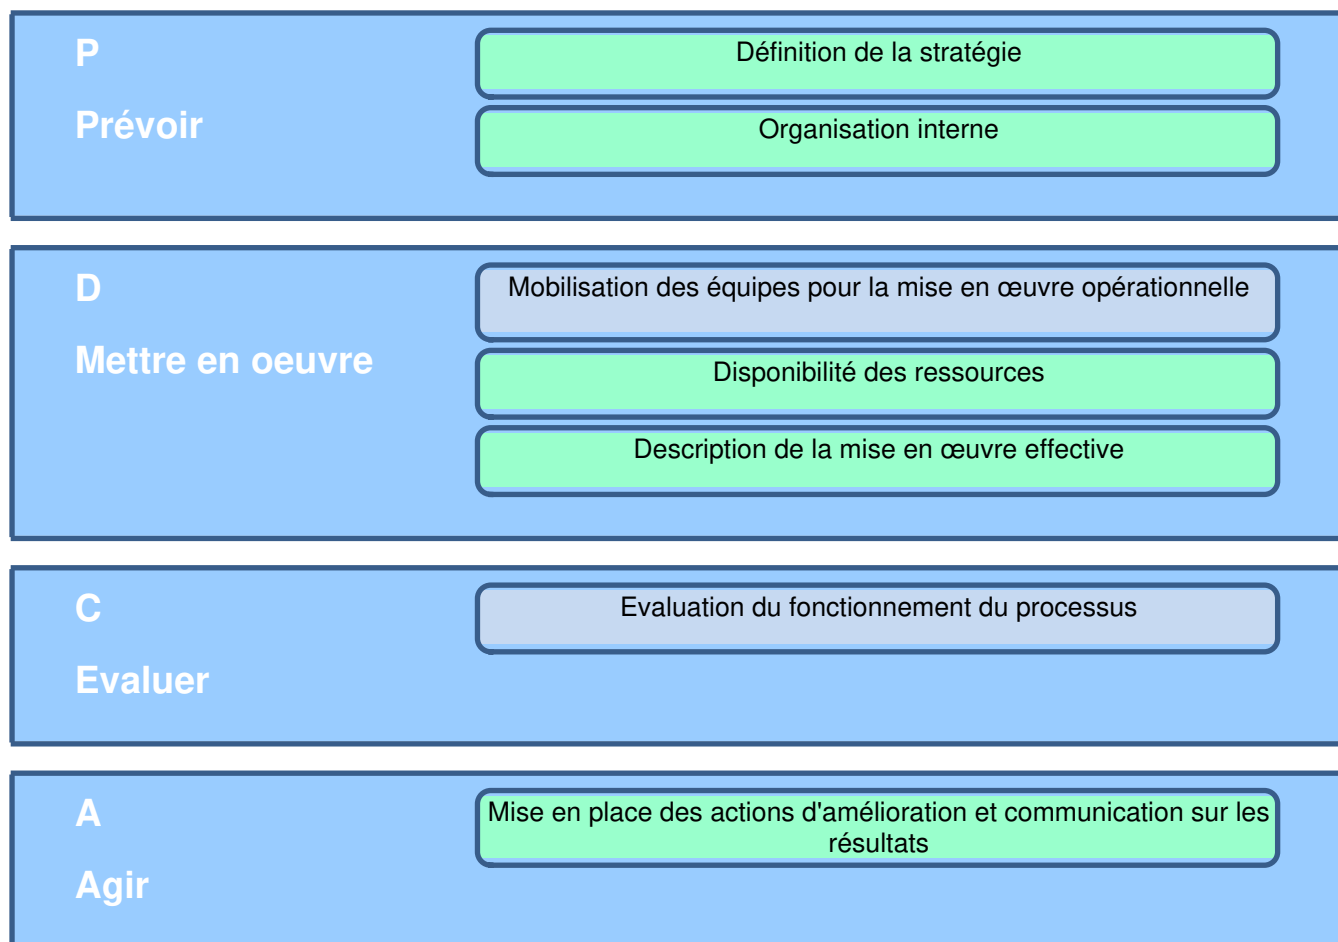 P
Prévoir
Définition de la stratégie
Organisation interne
D
Mettre en oeuvre
Mobilisation des équipes pour la mise en œuvre opérationnelle
Disponibilité des ressources
Description de la mise en œuvre effective
C
Evaluer
Evaluation du fonctionnement du processus
A
Agir
Mise en place des actions d'amélioration et communication sur les
résultats